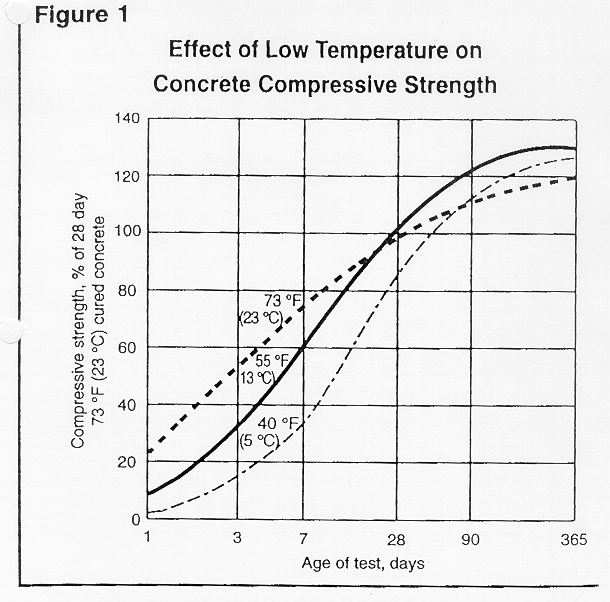 Figure 1
Effect of Low Temperature on
Concrete Compressive Strength
Compressive strength, % of 28 day
73 °F (23 °C) cured concrete
140
120
100
80
60
40
20
0
73 °F
(23 °C)
55 °F
13 °C)
40 °F
(5 °C)
1 3 7 28 90 365
Age of test, days